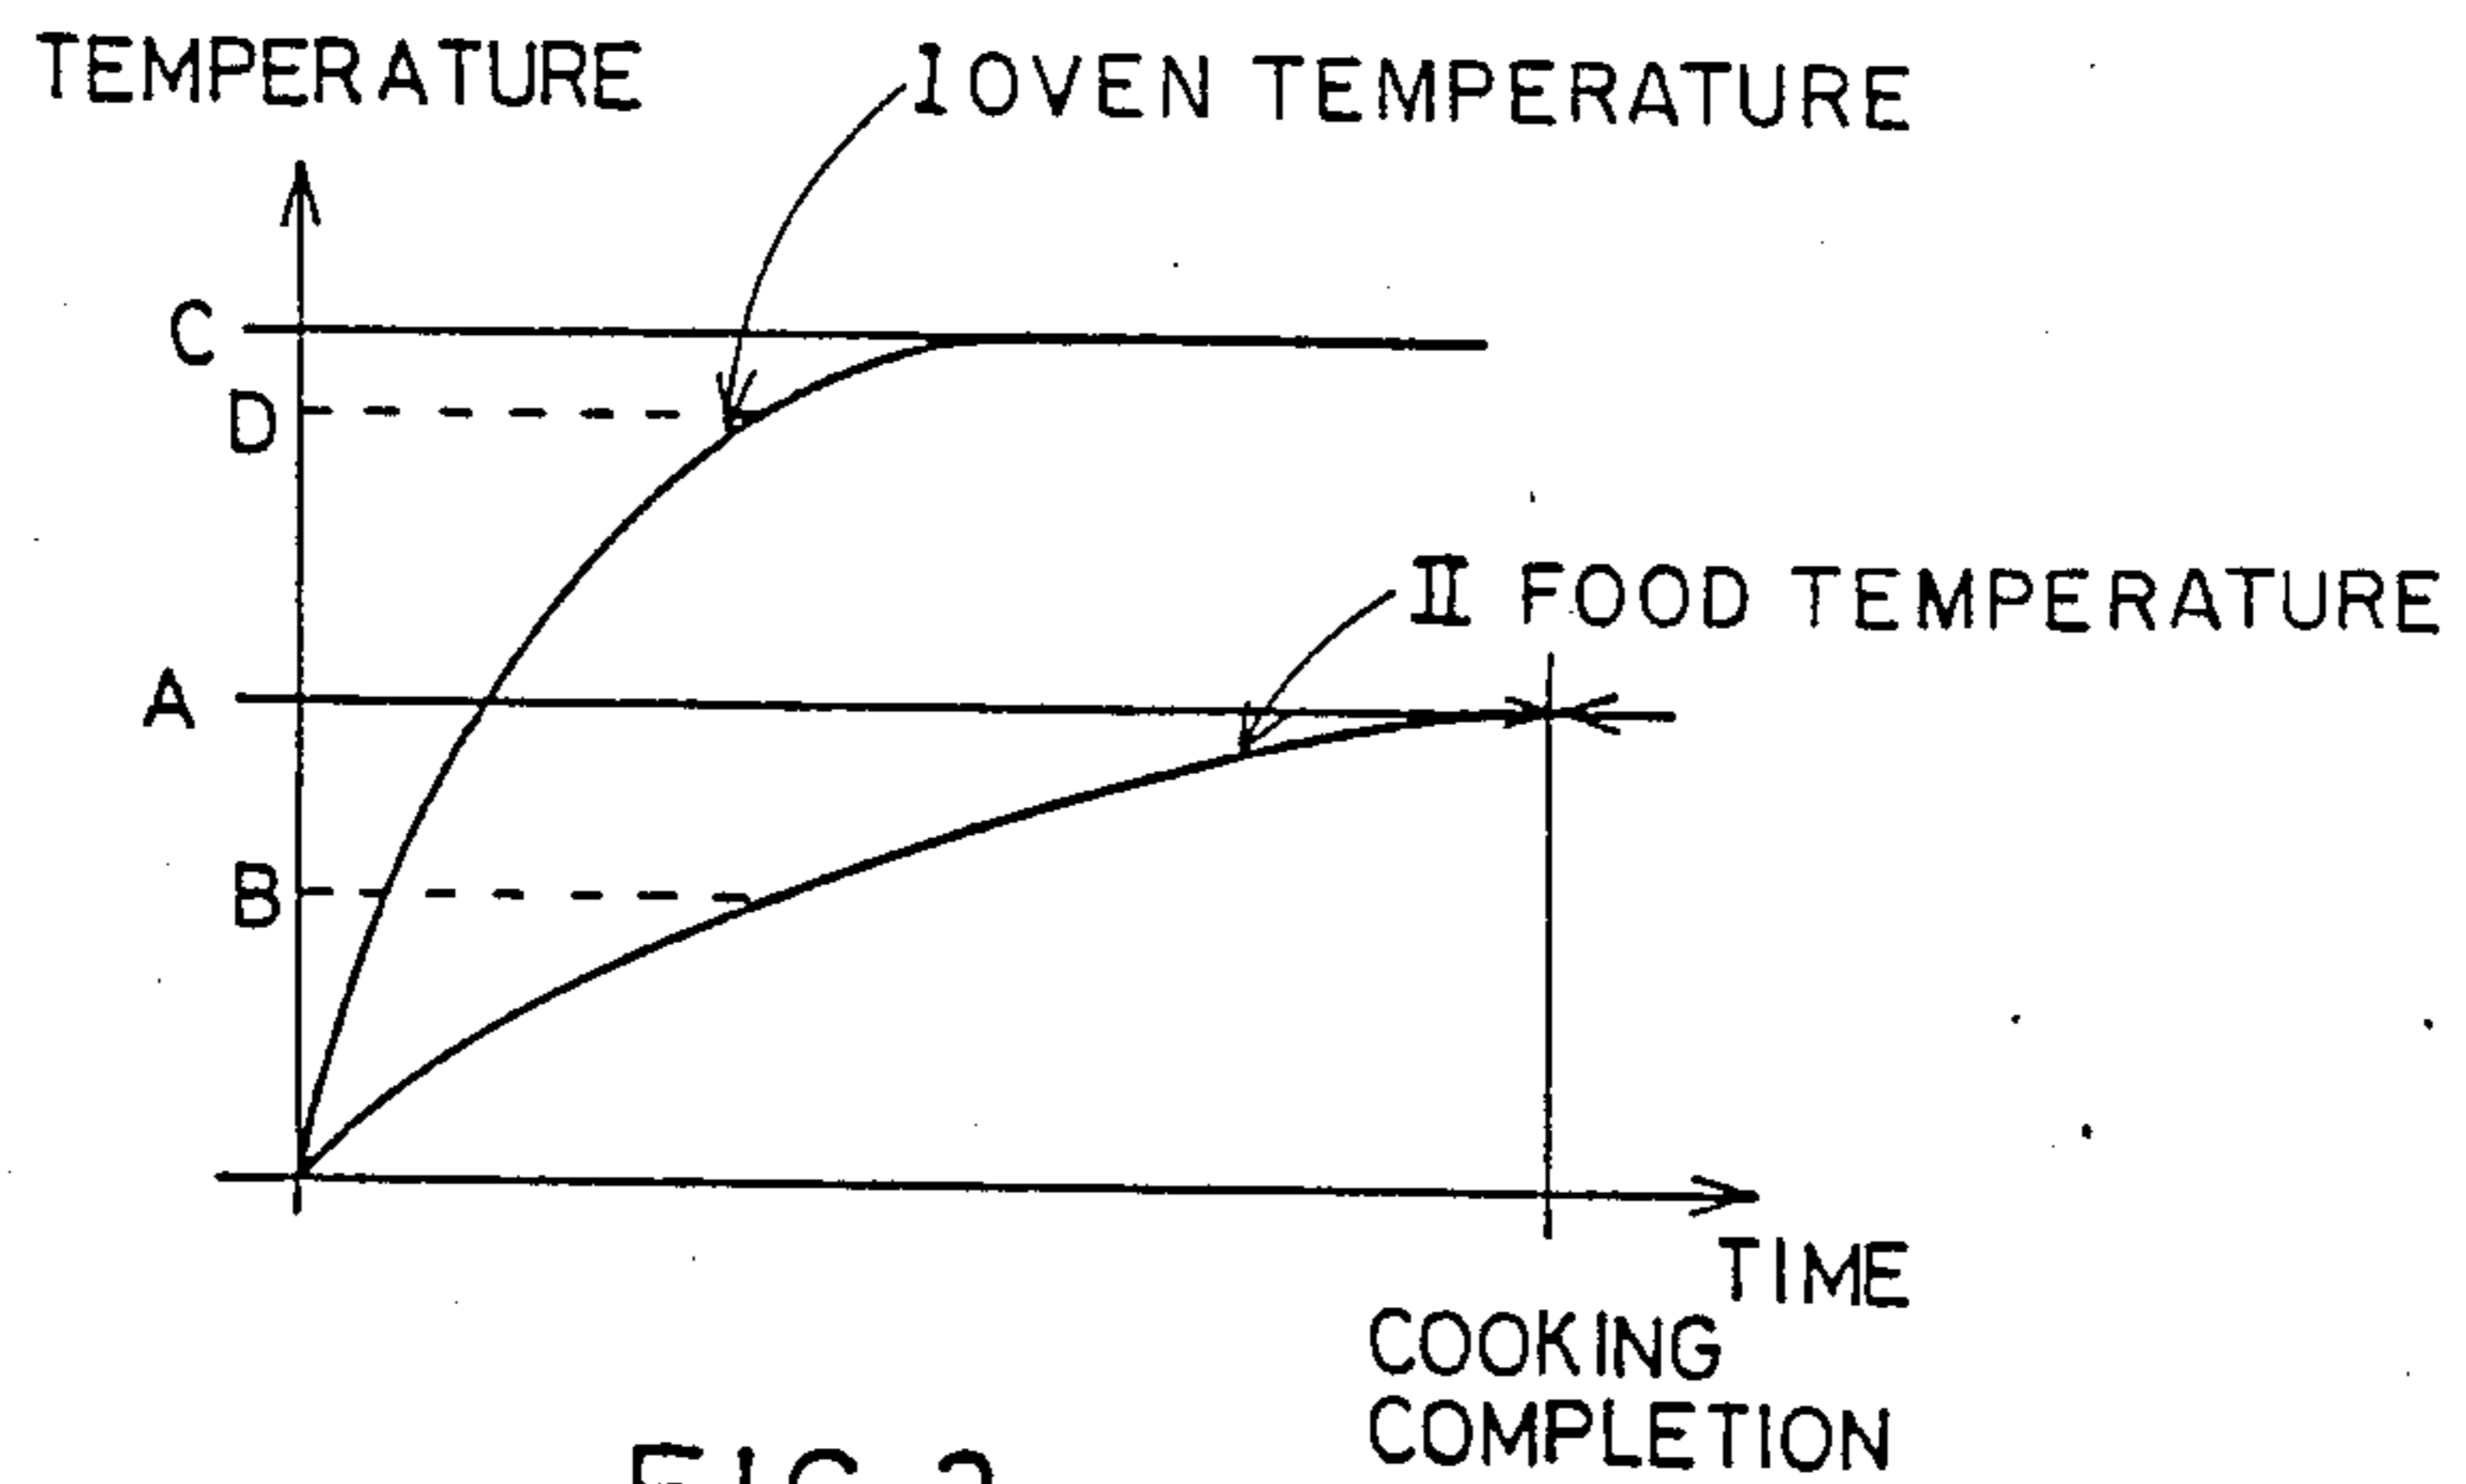 TEMPERATURE
I OVEN TEMPERATURE
C
D
II FOOD TEMPERATURE
A
B
TIME
COOKING
COMPLETION